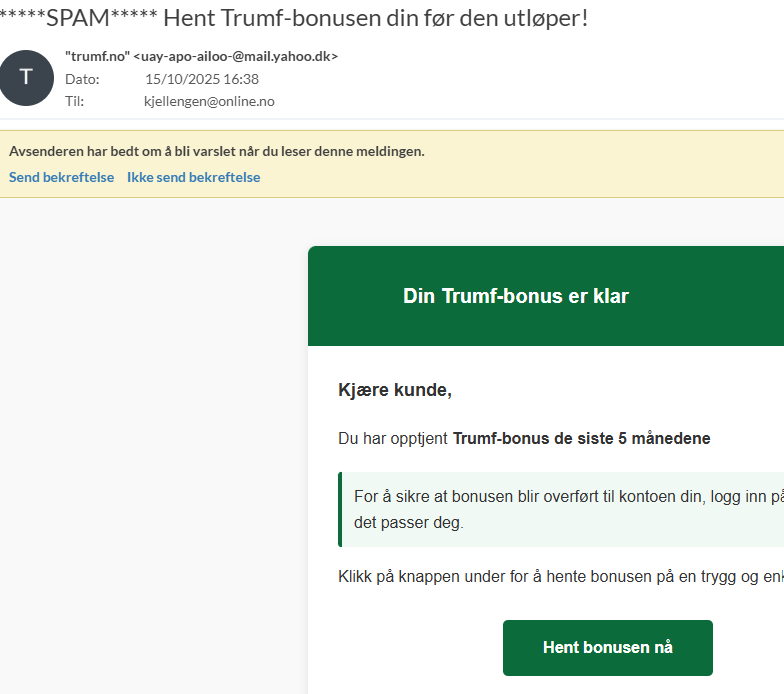 *****SPAM***** Hent Trumf-bonusen din før den utløper!
T
"trumf.no" <uay-apo-ailoo-@mail.yahoo.dk>
Dato: 15/10/2025 16:38
Til: kjellengen@online.no
Avsenderen har bedt om å bli varslet når du leser denne meldingen.
Send bekreftelse Ikke send bekreftelse
Din Trumf-bonus er klar
Kjære kunde,
Du har opptjent Trumf-bonus de siste 5 månedene
For å sikre at bonusen blir overført til kontoen din, logg inn på
det passer deg.
Klikk på knappen under for å hente bonusen på en trygg og enk
Hent bonusen nå